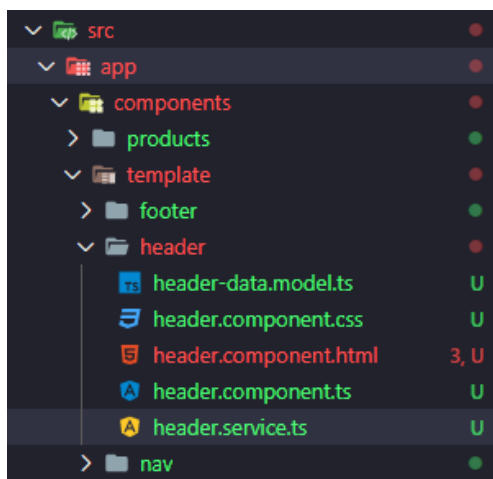 src
app
components
products
template
footer
header
TS header-data.model.ts U
header.component.css U
header.component.html 3, U
header.component.ts U
header.service.ts U
nav